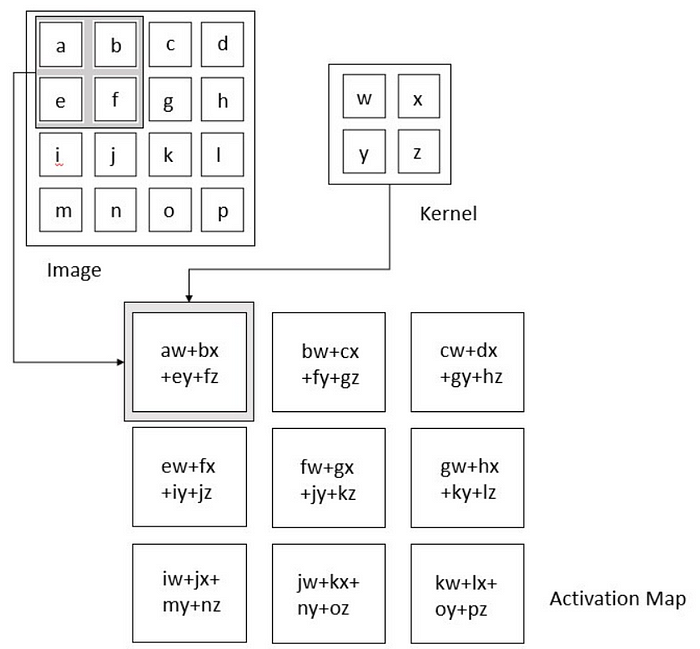 a b c d
e f g h
i j k l
m n o p
Image
w x
y z
Kernel
aw+bx
+ey+fz
bw+cx
+fy+gz
cw+dx
+gy+hz
ew+fx
+iy+jz
fw+gx
+jy+kz
gw+hx
+ky+lz
iw+jx+
my+nz
jw+kx+
ny+oz
kw+lx+
oy+pz
Activation Map